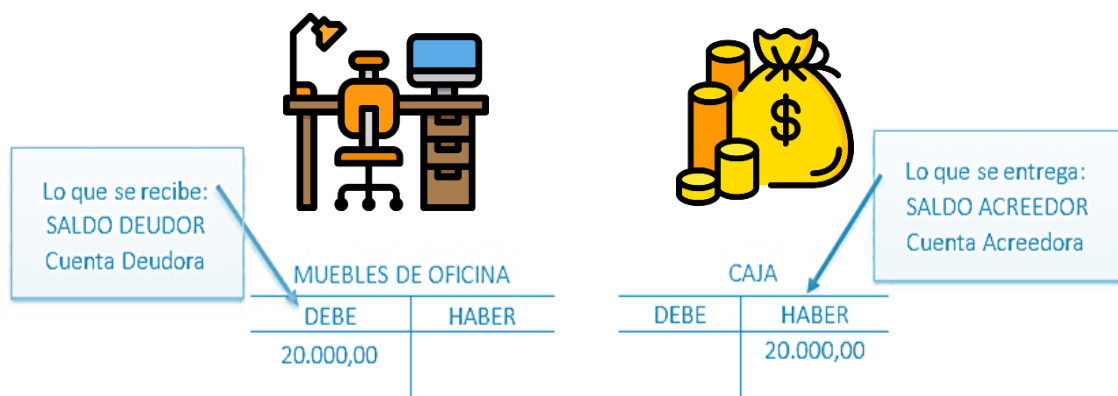 $
Lo que se recibe:
SALDO DEUDOR
Cuenta Deudora
Lo que se entrega:
SALDO ACREEDOR
Cuenta Acreedora
MUEBLES DE OFICINA
DEBE HABER
20.000,00
CAJA
DEBE HABER
20.000,00